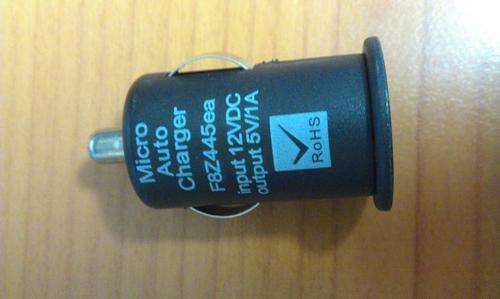 Micro
Auto
Charger
F8Z445ea
input 12VDC
output 5V/1A
RoHS